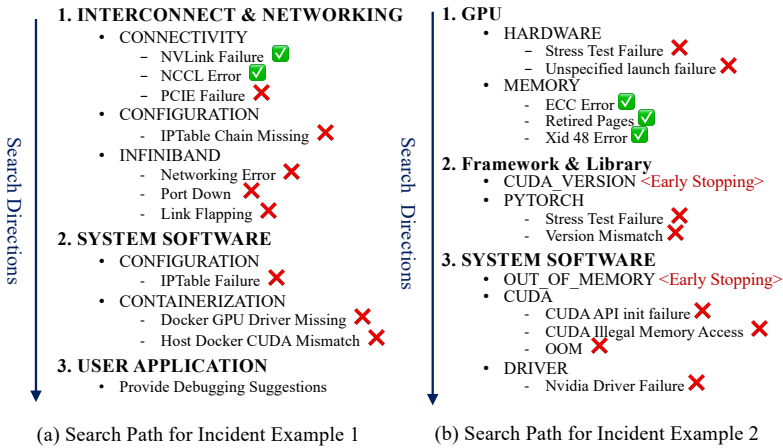 Search Directions
1. INTERCONNECT & NETWORKING
• CONNECTIVITY
– NVLink Failure ✅
– NCCL Error ✅
– PCIE Failure ❌
• CONFIGURATION
- IPTable Chain Missing ❌
• INFINIBAND
- Networking Error ❌
- Port Down ❌
- Link Flapping ❌
2. SYSTEM SOFTWARE
• CONFIGURATION
- IPTable Failure ❌
• CONTAINERIZATION
- Docker GPU Driver Missing ❌
- Host Docker CUDA Mismatch ❌
3. USER APPLICATION
• Provide Debugging Suggestions
(a) Search Path for Incident Example 1
Search Directions
1. GPU
• HARDWARE
– Stress Test Failure ❌
– Unspecified launch failure ❌
• MEMORY
- ECC Error ✅
- Retired Pages ✅
- Xid 48 Error ✅
2. Framework & Library
• CUDA_VERSION <Early Stopping>
• PYTORCH
- Stress Test Failure ❌
- Version Mismatch ❌
3. SYSTEM SOFTWARE
• OUT_OF_MEMORY <Early Stopping>
• CUDA
- CUDA API init failure ❌
- CUDA Illegal Memory Access ❌
- OOM ❌
• DRIVER
- Nvidia Driver Failure ❌
(b) Search Path for Incident Example 2